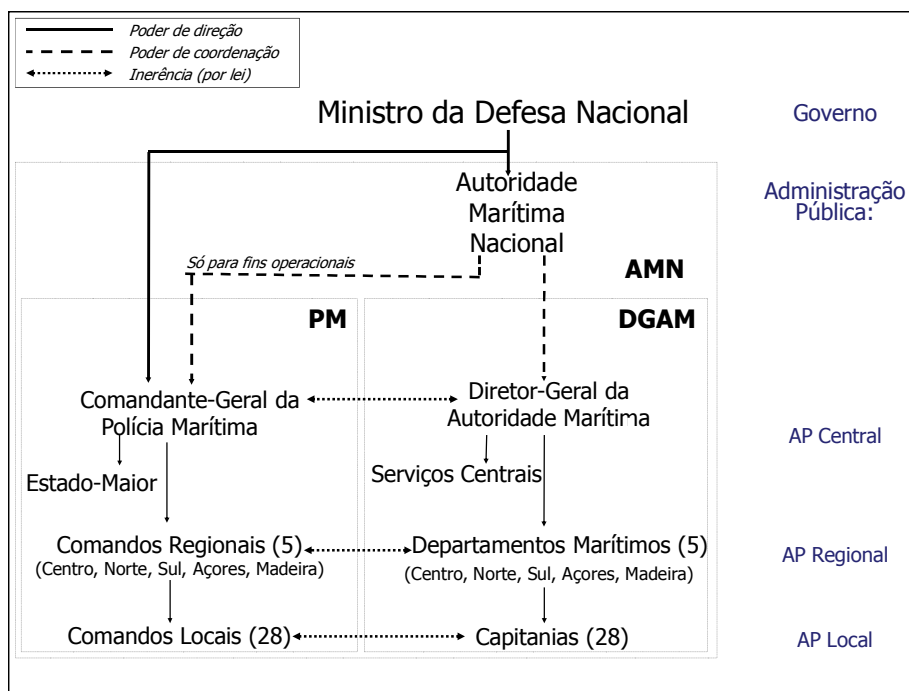 Poder de direção
Poder de coordenação
Inerência (por lei)
Ministro da Defesa Nacional
Governo
Autoridade
Marítima
Nacional
Administração
Pública:
Só para fins operacionais
AMN
PM
DGAM
Comandante-Geral da
Polícia Marítima
Diretor-Geral da
Autoridade Marítima
AP Central
Estado-Maior
Serviços Centrais
Comandos Regionais (5)
(Centro, Norte, Sul, Açores, Madeira)
Departamentos Marítimos (5)
(Centro, Norte, Sul, Açores, Madeira)
AP Regional
Comandos Locais (28)
Capitanias (28)
AP Local